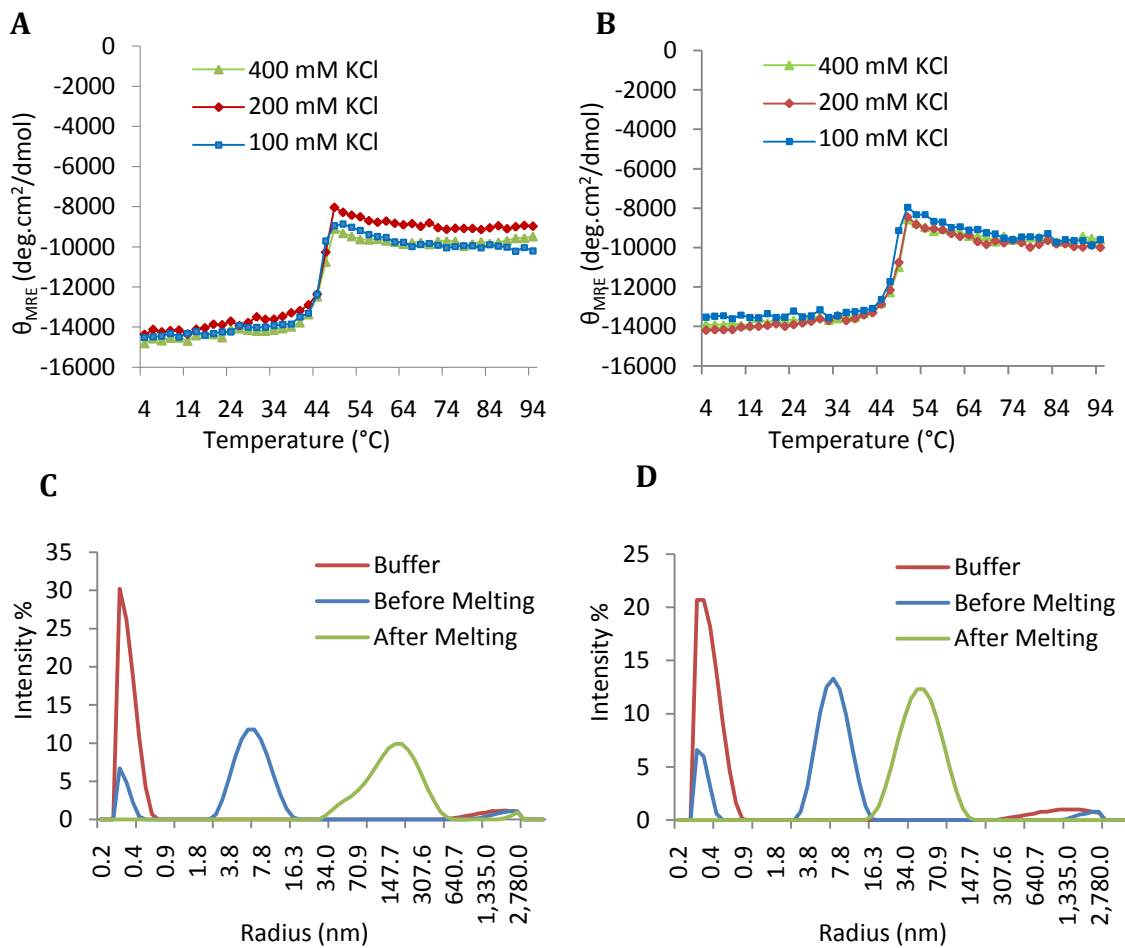 A
0
-2000
-4000
-6000
-8000
-10000
-12000
-14000
-16000
θMRE (deg.cm²/dmol)
400 mM KCl
200 mM KCl
100 mM KCl
4 14 24 34 44 54 64 74 84 94
Temperature (°C)
B
0
-2000
-4000
-6000
-8000
-10000
-12000
-14000
-16000
θMRE (deg.cm²/dmol)
400 mM KCl
200 mM KCl
100 mM KCl
4 14 24 34 44 54 64 74 84 94
Temperature (°C)
C
35
30
25
20
15
10
5
0
Intensity %
Buffer
Before Melting
After Melting
0.2 0.4 0.9 1.8 3.8 7.8 16.3 34.0 70.9 147.7 307.6 640.7 1,335.0 2,780.0
Radius (nm)
D
25
20
15
10
5
0
Intensity %
Buffer
Before Melting
After Melting
0.2 0.4 0.9 1.8 3.8 7.8 16.3 34.0 70.9 147.7 307.6 640.7 1,335.0 2,780.0
Radius (nm)